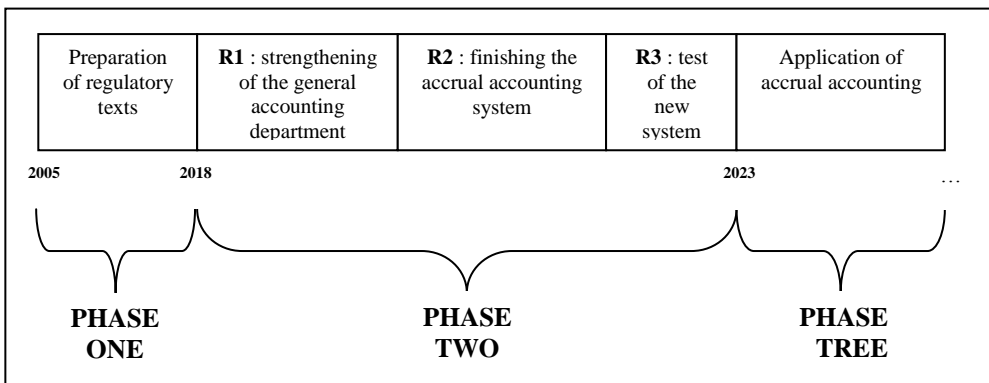 Preparation
of regulatory
texts
R1 : strengthening
of the general
accounting
department
R2 : finishing the
accrual accounting
system
R3 : test
of the
new
system
Application of
accrual accounting
2005
2018
2023
…
PHASE
ONE
PHASE
TWO
PHASE
TREE